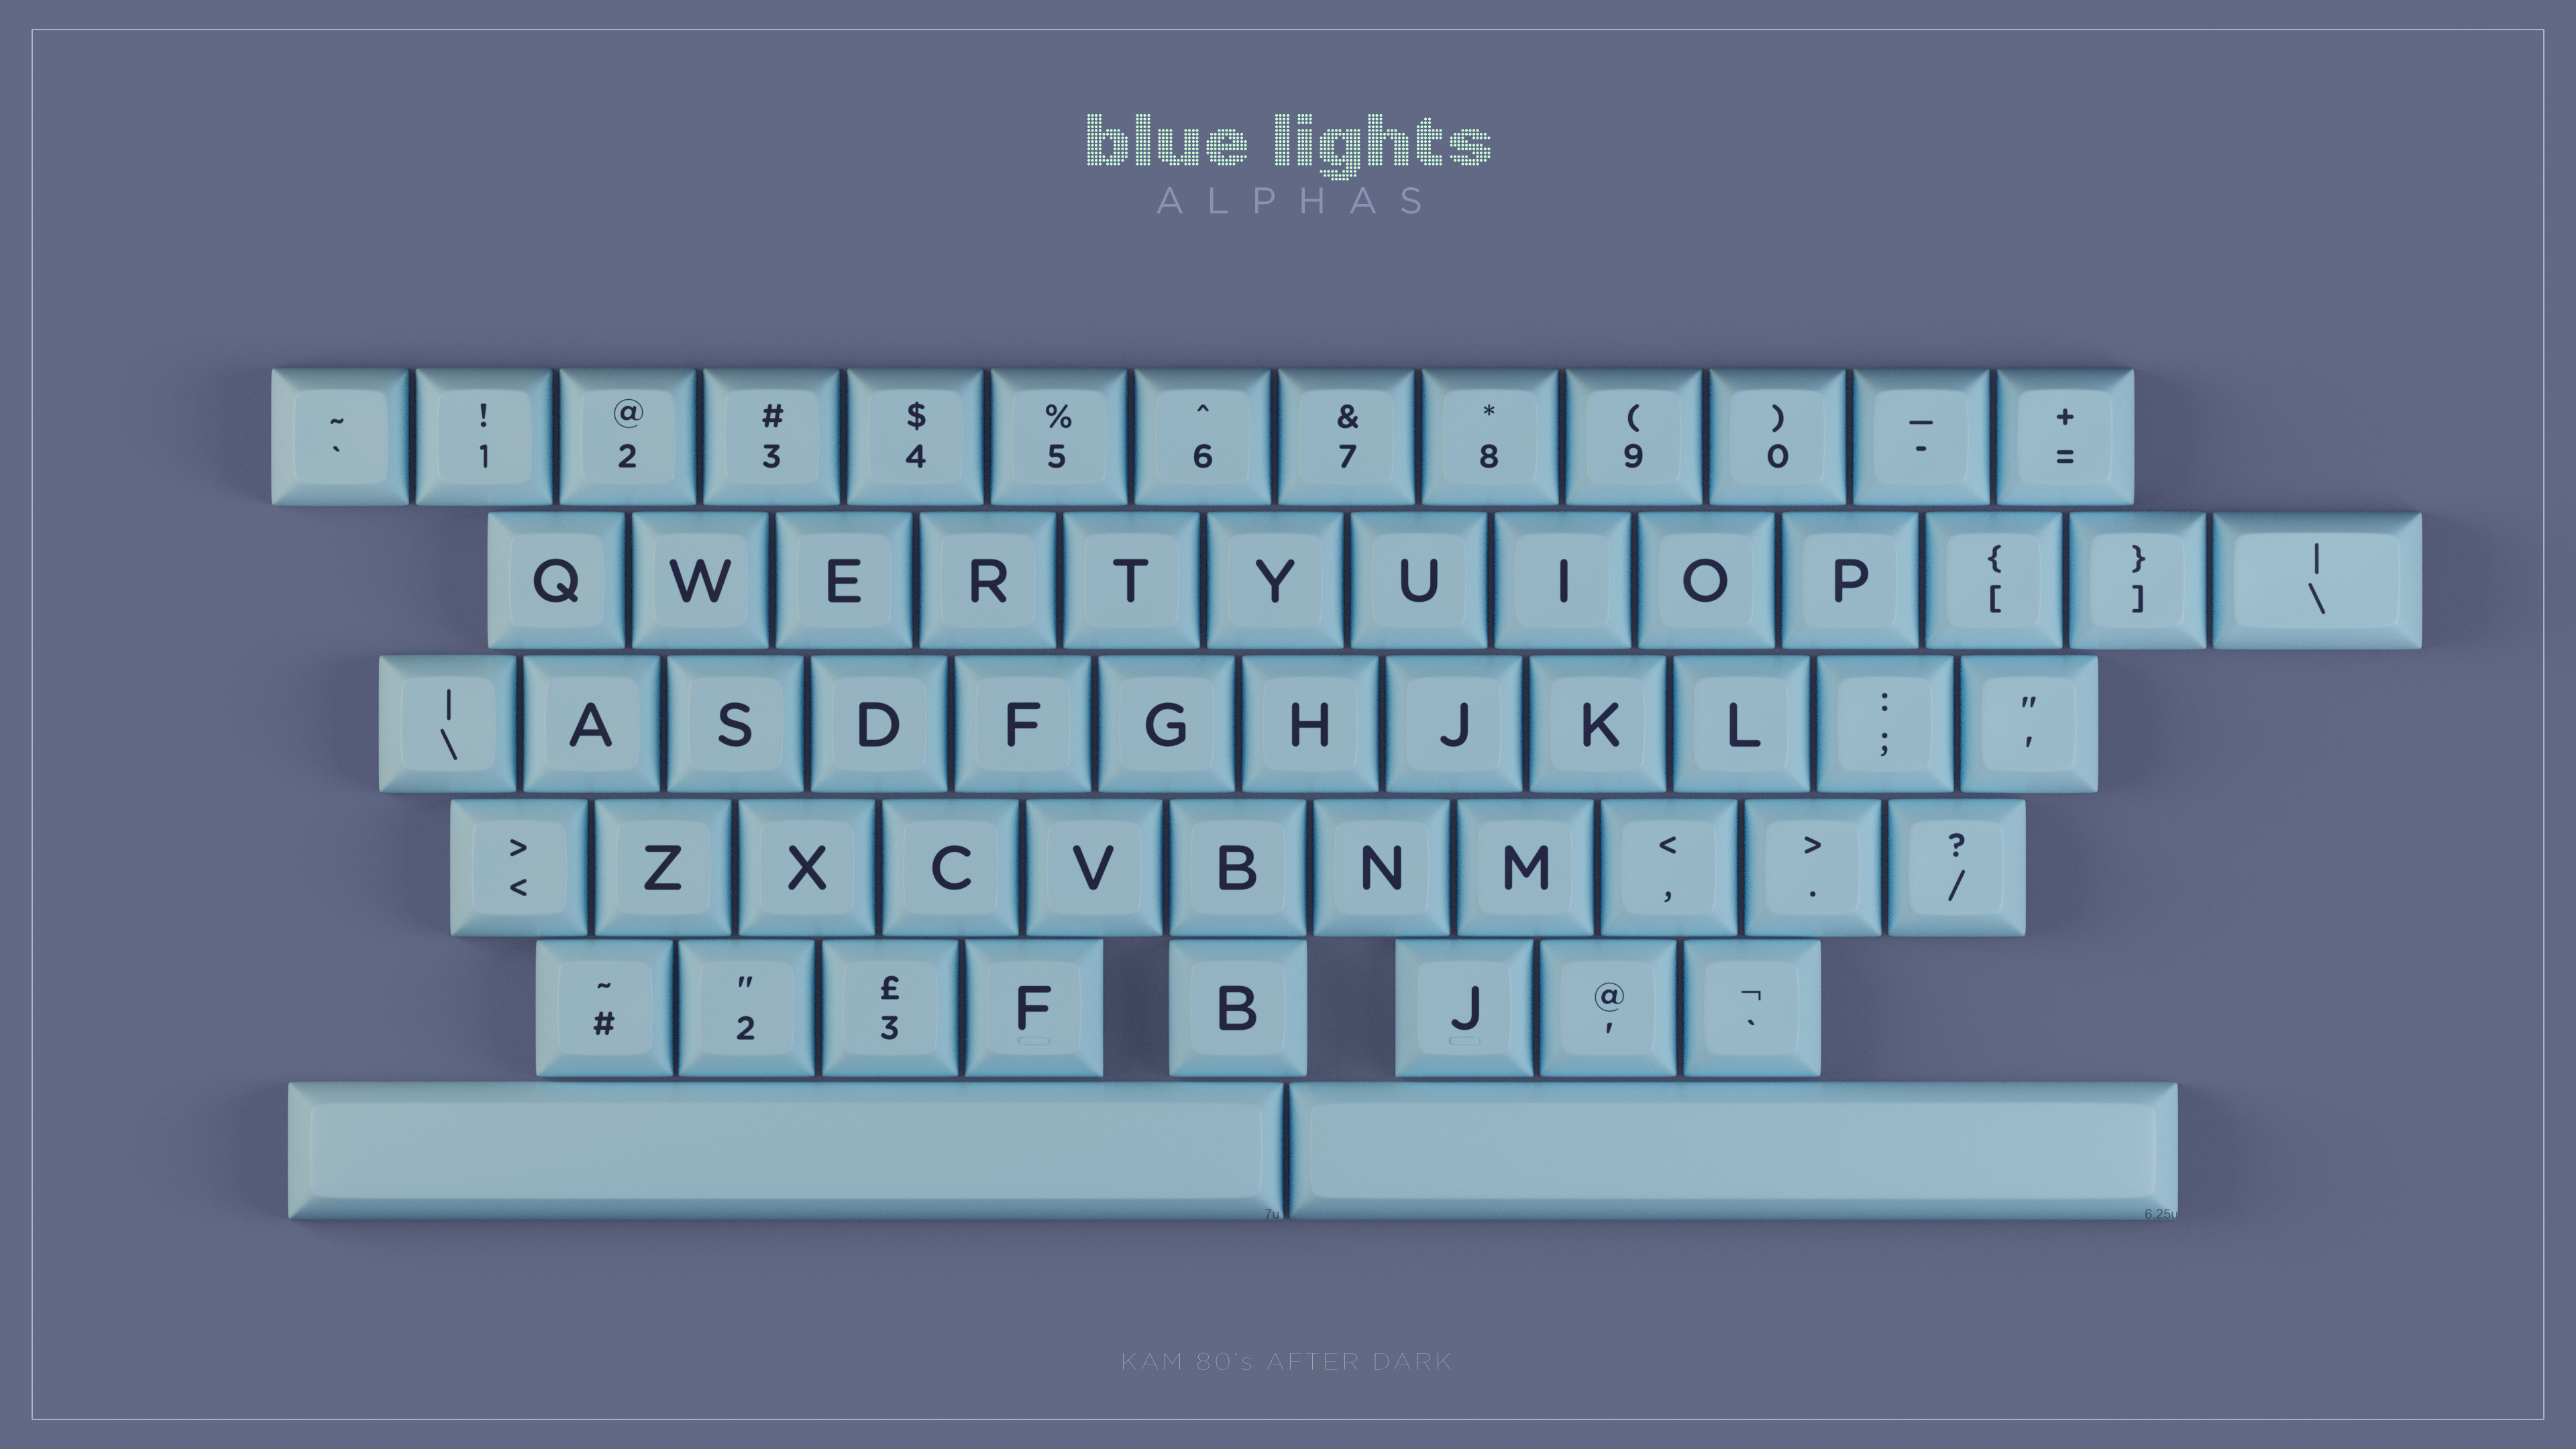 blue lights
ALPHAS
~ ! @ # $ % ^ & * ( ) — +
` 1 2 3 4 5 6 7 8 9 0 - =
Q W E R T Y U I O P { } |
[ ] \
| A S D F G H J K L : "
\ ; '
> Z X C V B N M < > ?
< , . /
~ " £ F B J @ ¬
# 2 3 ' `
7u 6.25u
KAM 80's AFTER DARK